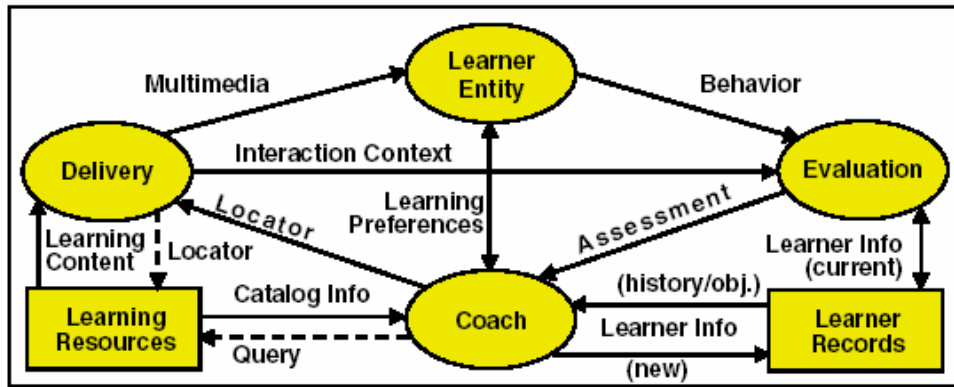 Learner
Entity
Multimedia
Behavior
Interaction Context
Delivery
Evaluation
Learning
Preferences
Locator
Assessment
Learning
Content
Locator
Learner Info
(current)
Catalog Info
(history/obj.)
Learning
Resources
Coach
Learner Info
Learner
Records
Query
(new)